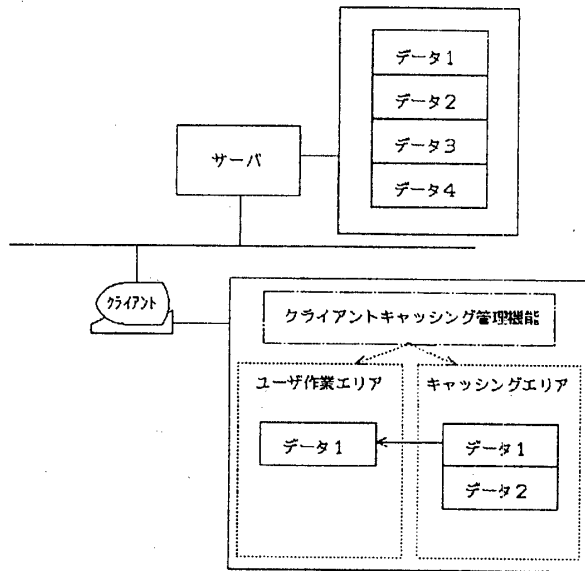 データ1
データ2
データ3
データ4
サーバ
クライアント
クライアントキャッシング管理機能
ユーザ作業エリア
キャッシングエリア
データ1
データ1
データ2